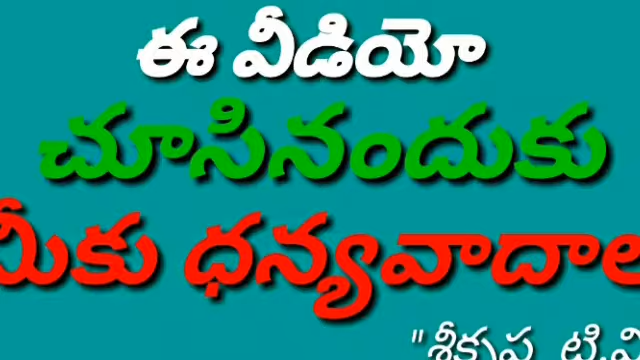 ఈ వీడియో
చూసినందుకు
మీకు ధన్యవాదాల
"శ్రీకృప టి.వి